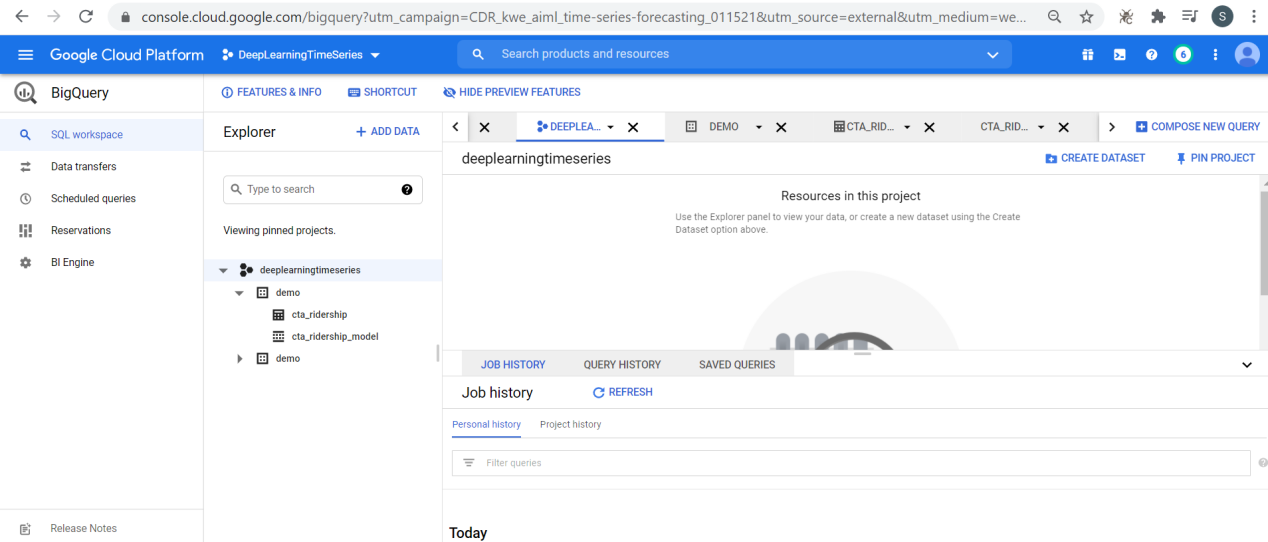 console.cloud.google.com/bigquery?utm_campaign=CDR_kwe_aiml_time-series-forecasting_011521&utm_source=external&utm_medium=we...
S
Google Cloud Platform
DeepLearningTimeSeries
Search products and resources
6
BigQuery
FEATURES & INFO
SHORTCUT
HIDE PREVIEW FEATURES
SQL workspace
Data transfers
Scheduled queries
Reservations
BI Engine
Release Notes
Explorer
+ ADD DATA
Type to search
Viewing pinned projects.
deeplearningtimeseries
demo
cta_ridership
cta_ridership_model
demo
DEEPLEA...
DEMO
CTA_RID...
CTA_RID...
COMPOSE NEW QUERY
deeplearningtimeseries
CREATE DATASET
PIN PROJECT
Resources in this project
Use the Explorer panel to view your data, or create a new dataset using the Create
Dataset option above.
JOB HISTORY
QUERY HISTORY
SAVED QUERIES
Job history
REFRESH
Personal history
Project history
Filter queries
Today